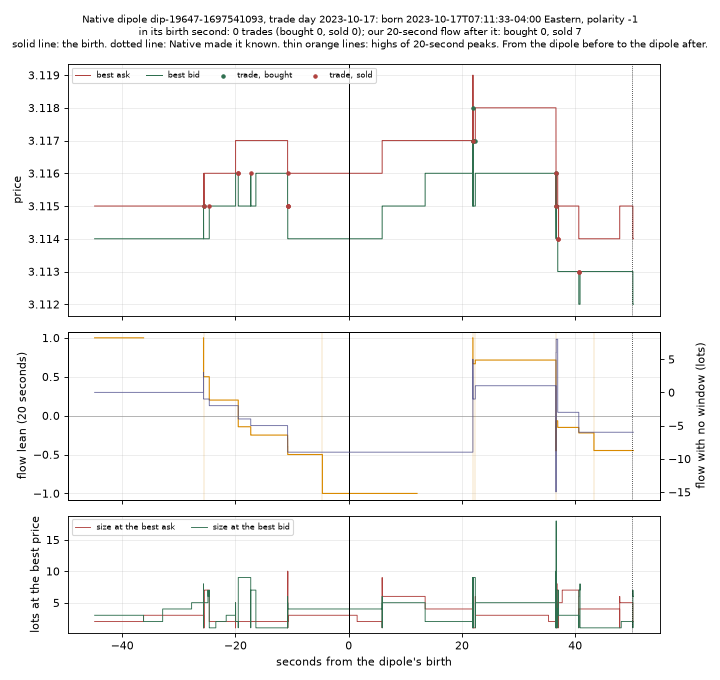 Native dipole dip-19647-1697541093, trade day 2023-10-17: born 2023-10-17T07:11:33-04:00 Eastern, polarity -1
in its birth second: 0 trades (bought 0, sold 0); our 20-second flow after it: bought 0, sold 7
solid line: the birth. dotted line: Native made it known. thin orange lines: highs of 20-second peaks. From the dipole before to the dipole after.
best ask best bid trade, bought trade, sold
3.119
3.118
3.117
3.116
3.115
3.114
3.113
3.112
price
1.0
0.5
0.0
−0.5
−1.0
flow lean (20 seconds)
5
0
−5
−10
−15
flow with no window (lots)
size at the best ask size at the best bid
15
10
5
lots at the best price
−40 −20 0 20 40
seconds from the dipole's birth